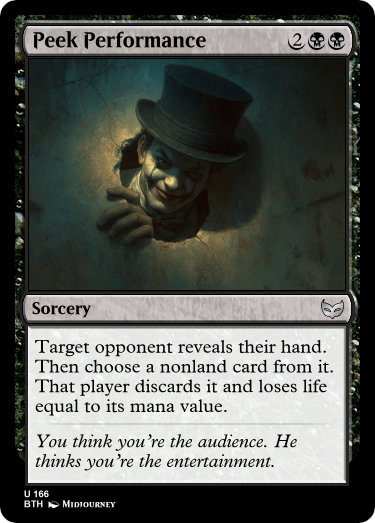 Peek Performance
2
Sorcery
Target opponent reveals their hand.
Then choose a nonland card from it.
That player discards it and loses life
equal to its mana value.
You think you're the audience. He
thinks you're the entertainment.
U 166
BTH Midjourney